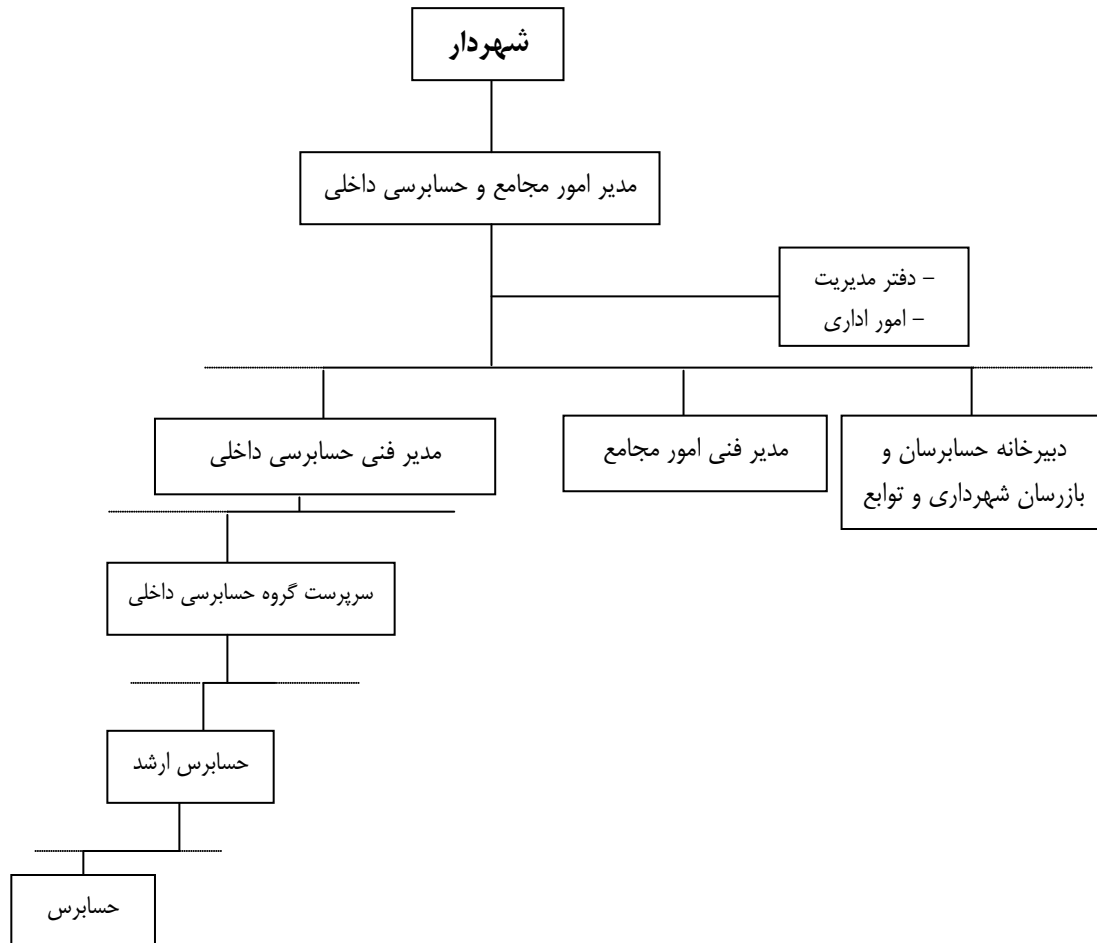 شهردار
مدیر امور مجامع و حسابرسی داخلی
– دفتر مدیریت
– امور اداری
دبیرخانه حسابرسان و
بازرسان شهرداری و توابع
مدیر فنی امور مجامع
مدیر فنی حسابرسی داخلی
سرپرست گروه حسابرسی داخلی
حسابرس ارشد
حسابرس